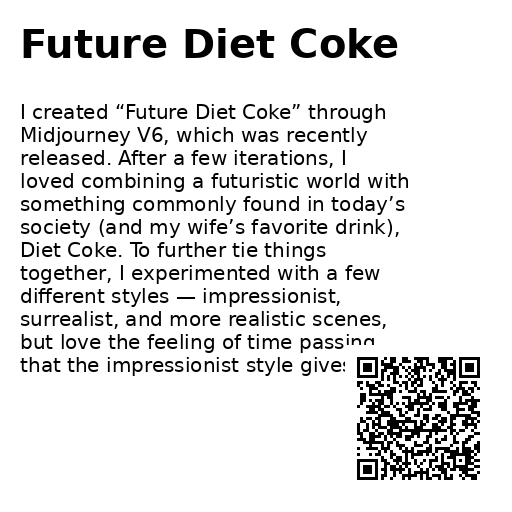 Future Diet Coke
I created “Future Diet Coke” through
Midjourney V6, which was recently
released. After a few iterations, I
loved combining a futuristic world with
something commonly found in today’s
society (and my wife’s favorite drink),
Diet Coke. To further tie things
together, I experimented with a few
different styles — impressionist,
surrealist, and more realistic scenes,
but love the feeling of time passing
that the impressionist style gives